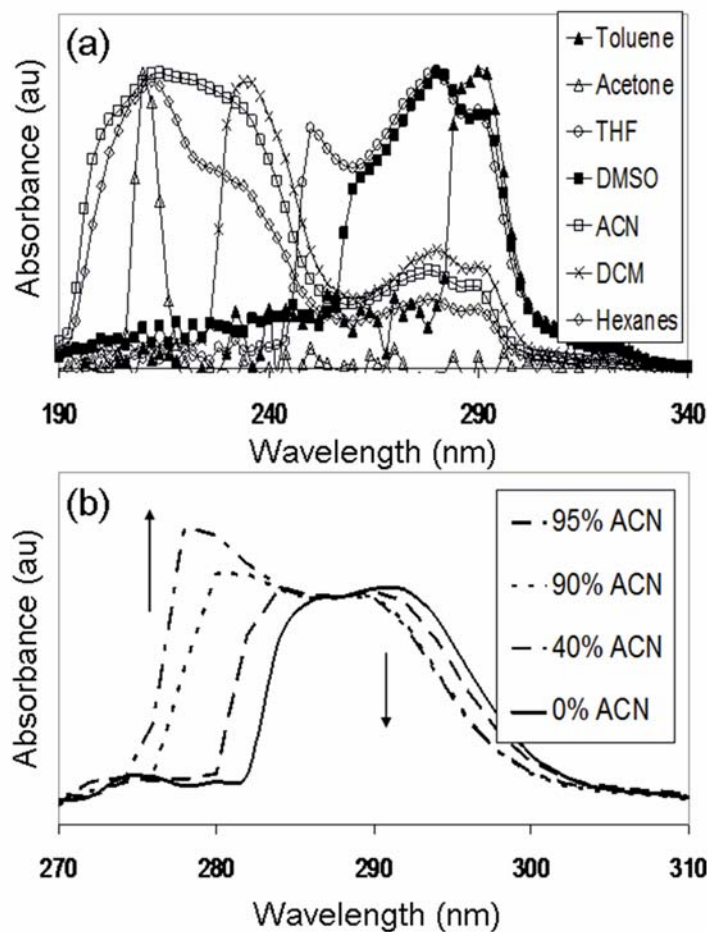 (a)
Toluene
Acetone
THF
DMSO
ACN
DCM
Hexanes
Absorbance (au)
190 240 290 340
Wavelength (nm)
(b)
95% ACN
90% ACN
40% ACN
0% ACN
Absorbance (au)
270 280 290 300 310
Wavelength (nm)